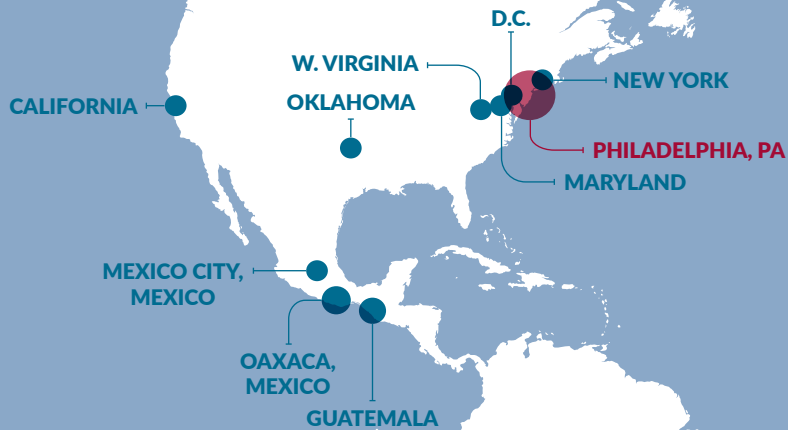 D.C.
W. VIRGINIA
NEW YORK
OKLAHOMA
CALIFORNIA
PHILADELPHIA, PA
MARYLAND
MEXICO CITY,
MEXICO
OAXACA,
MEXICO
GUATEMALA